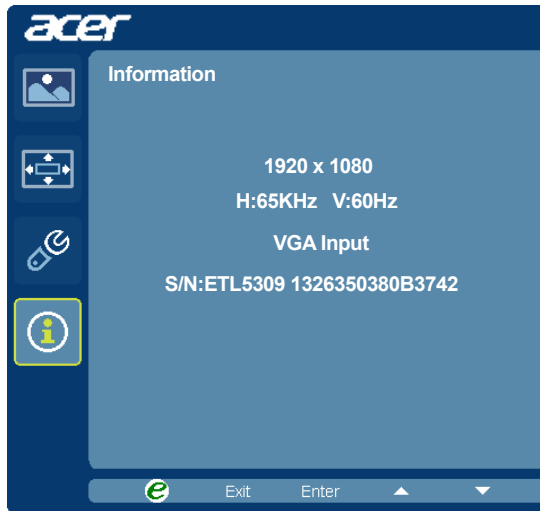 acer
Information
1920 x 1080
H:65KHz V:60Hz
VGA Input
S/N:ETL5309 1326350380B3742
e Exit Enter